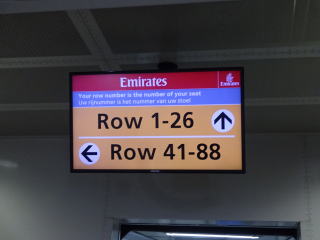 Emirates
Emirates
Your row number is the number of your seat
Uw rijnummer is het nummer van uw stoel
Row 1-26
Row 41-88